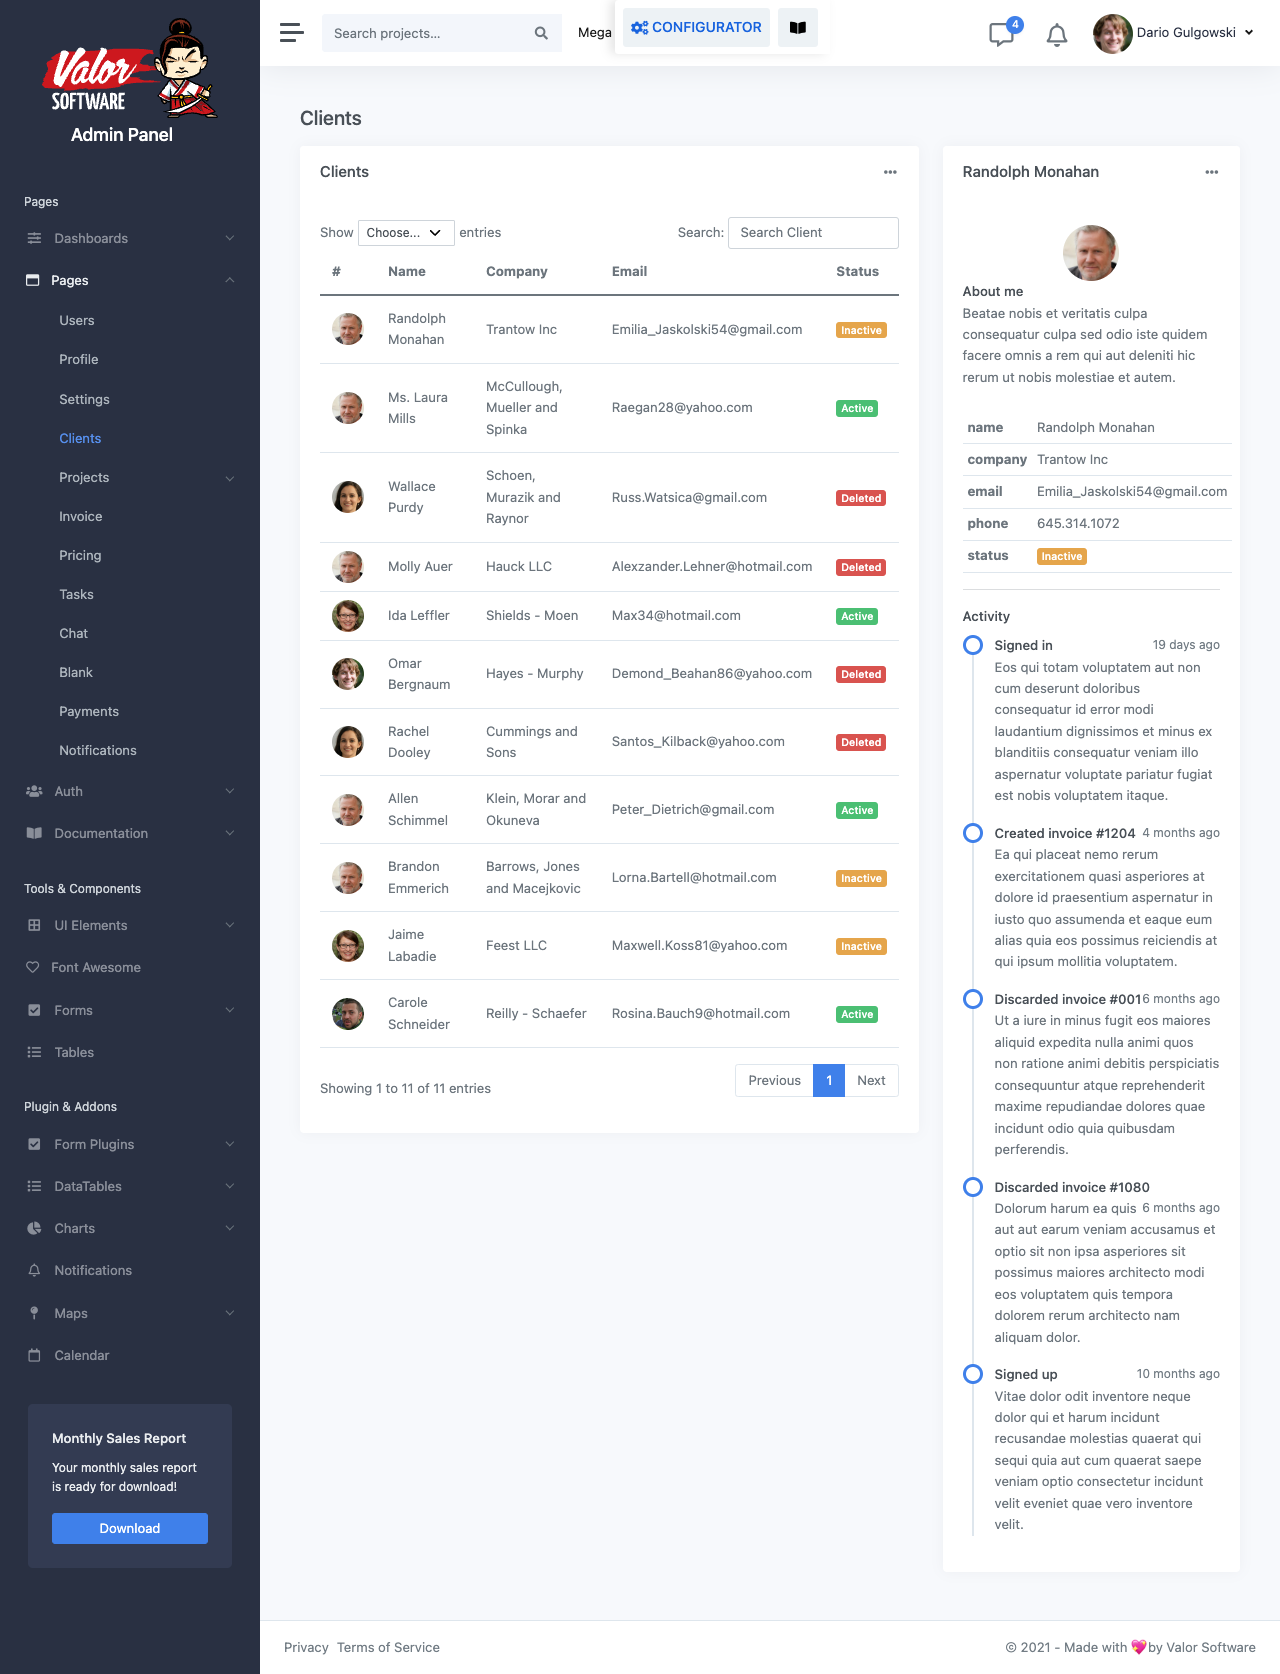 Valor
SOFTWARE
Admin Panel
Pages
Dashboards
Pages
Users
Profile
Settings
Clients
Projects
Invoice
Pricing
Tasks
Chat
Blank
Payments
Notifications
Auth
Documentation
Tools & Components
UI Elements
Font Awesome
Forms
Tables
Plugin & Addons
Form Plugins
DataTables
Charts
Notifications
Maps
Calendar
Monthly Sales Report
Your monthly sales report
is ready for download!
Download
Search projects...
Mega
CONFIGURATOR
4
Dario Gulgowski
Clients
Clients
Show Choose... entries
Search: Search Client
# Name Company Email Status
Randolph Monahan Trantow Inc Emilia_Jaskolski54@gmail.com Inactive
Ms. Laura Mills McCullough, Mueller and Spinka Raegan28@yahoo.com Active
Wallace Purdy Schoen, Murazik and Raynor Russ.Watsica@gmail.com Deleted
Molly Auer Hauck LLC Alexzander.Lehner@hotmail.com Deleted
Ida Leffler Shields - Moen Max34@hotmail.com Active
Omar Bergnaum Hayes - Murphy Demond_Beahan86@yahoo.com Deleted
Rachel Dooley Cummings and Sons Santos_Kilback@yahoo.com Deleted
Allen Schimmel Klein, Morar and Okuneva Peter_Dietrich@gmail.com Active
Brandon Emmerich Barrows, Jones and Macejkovic Lorna.Bartell@hotmail.com Inactive
Jaime Labadie Feest LLC Maxwell.Koss81@yahoo.com Inactive
Carole Schneider Reilly - Schaefer Rosina.Bauch9@hotmail.com Active
Showing 1 to 11 of 11 entries
Previous 1 Next
Randolph Monahan
About me
Beatae nobis et veritatis culpa
consequatur culpa sed odio iste quidem
facere omnis a rem qui aut deleniti hic
rerum ut nobis molestiae et autem.
name Randolph Monahan
company Trantow Inc
email Emilia_Jaskolski54@gmail.com
phone 645.314.1072
status Inactive
Activity
Signed in 19 days ago
Eos qui totam voluptatem aut non
cum deserunt doloribus
consequatur id error modi
laudantium dignissimos et minus ex
blanditiis consequatur veniam illo
aspernatur voluptate pariatur fugiat
est nobis voluptatem itaque.
Created invoice #1204 4 months ago
Ea qui placeat nemo rerum
exercitationem quasi asperiores at
dolore id praesentium aspernatur in
iusto quo assumenda et eaque eum
alias quia eos possimus reiciendis at
qui ipsum mollitia voluptatem.
Discarded invoice #001 6 months ago
Ut a iure in minus fugit eos maiores
aliquid expedita nulla animi quos
non ratione animi debitis perspiciatis
consequuntur atque reprehenderit
maxime repudiandae dolores quae
incidunt odio quia quibusdam
perferendis.
Discarded invoice #1080
Dolorum harum ea quis 6 months ago
aut aut earum veniam accusamus et
optio sit non ipsa asperiores sit
possimus maiores architecto modi
eos voluptatem quis tempora
dolorem rerum architecto nam
aliquam dolor.
Signed up 10 months ago
Vitae dolor odit inventore neque
dolor qui et harum incidunt
recusandae molestias quaerat qui
sequi quia aut cum quaerat saepe
veniam optio consectetur incidunt
velit eveniet quae vero inventore
velit.
Privacy Terms of Service
© 2021 - Made with 💖by Valor Software